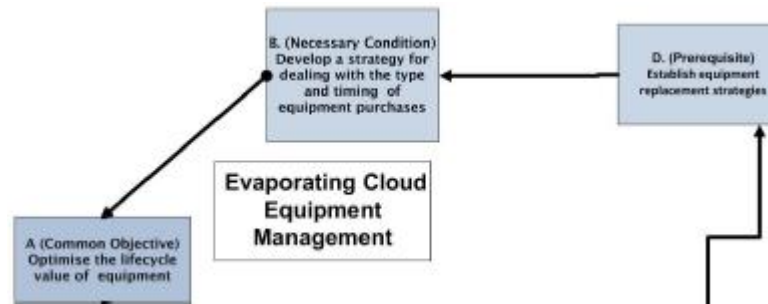 B. (Necessary Condition)
Develop a strategy for
dealing with the type
and timing of
equipment purchases
D. (Prerequisite)
Establish equipment
replacement strategies
Evaporating Cloud
Equipment
Management
A (Common Objective)
Optimise the lifecycle
value of equipment